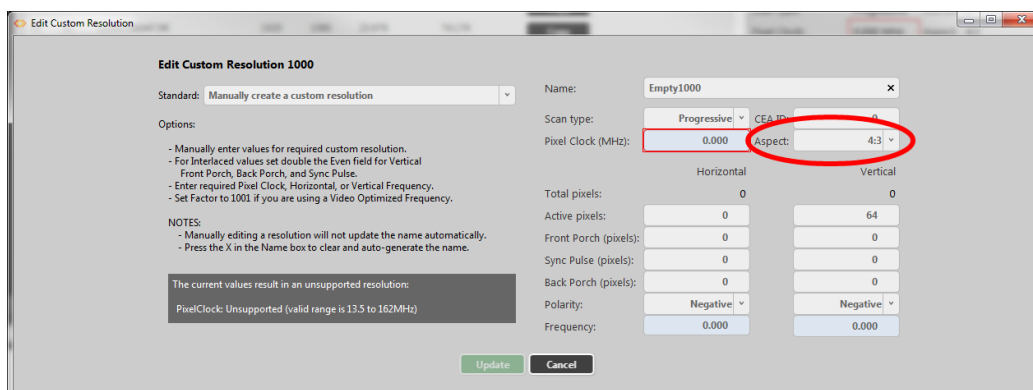 Edit Custom Resolution
Edit Custom Resolution 1000
Standard: Manually create a custom resolution
Options:
- Manually enter values for required custom resolution.
- For Interlaced values set double the Even field for Vertical
Front Porch, Back Porch, and Sync Pulse.
- Enter required Pixel Clock, Horizontal, or Vertical Frequency.
- Set Factor to 1001 if you are using a Video Optimized Frequency.
NOTES:
- Manually editing a resolution will not update the name automatically.
- Press the X in the Name box to clear and auto-generate the name.
The current values result in an unsupported resolution:
PixelClock: Unsupported (valid range is 13.5 to 162MHz)
Name: Empty1000
Scan type: Progressive CEA ID: 0
Pixel Clock (MHz): 0.000 Aspect: 4:3
Horizontal Vertical
Total pixels: 0 0
Active pixels: 0 64
Front Porch (pixels): 0 0
Sync Pulse (pixels): 0 0
Back Porch (pixels): 0 0
Polarity: Negative Negative
Frequency: 0.000 0.000
Update Cancel